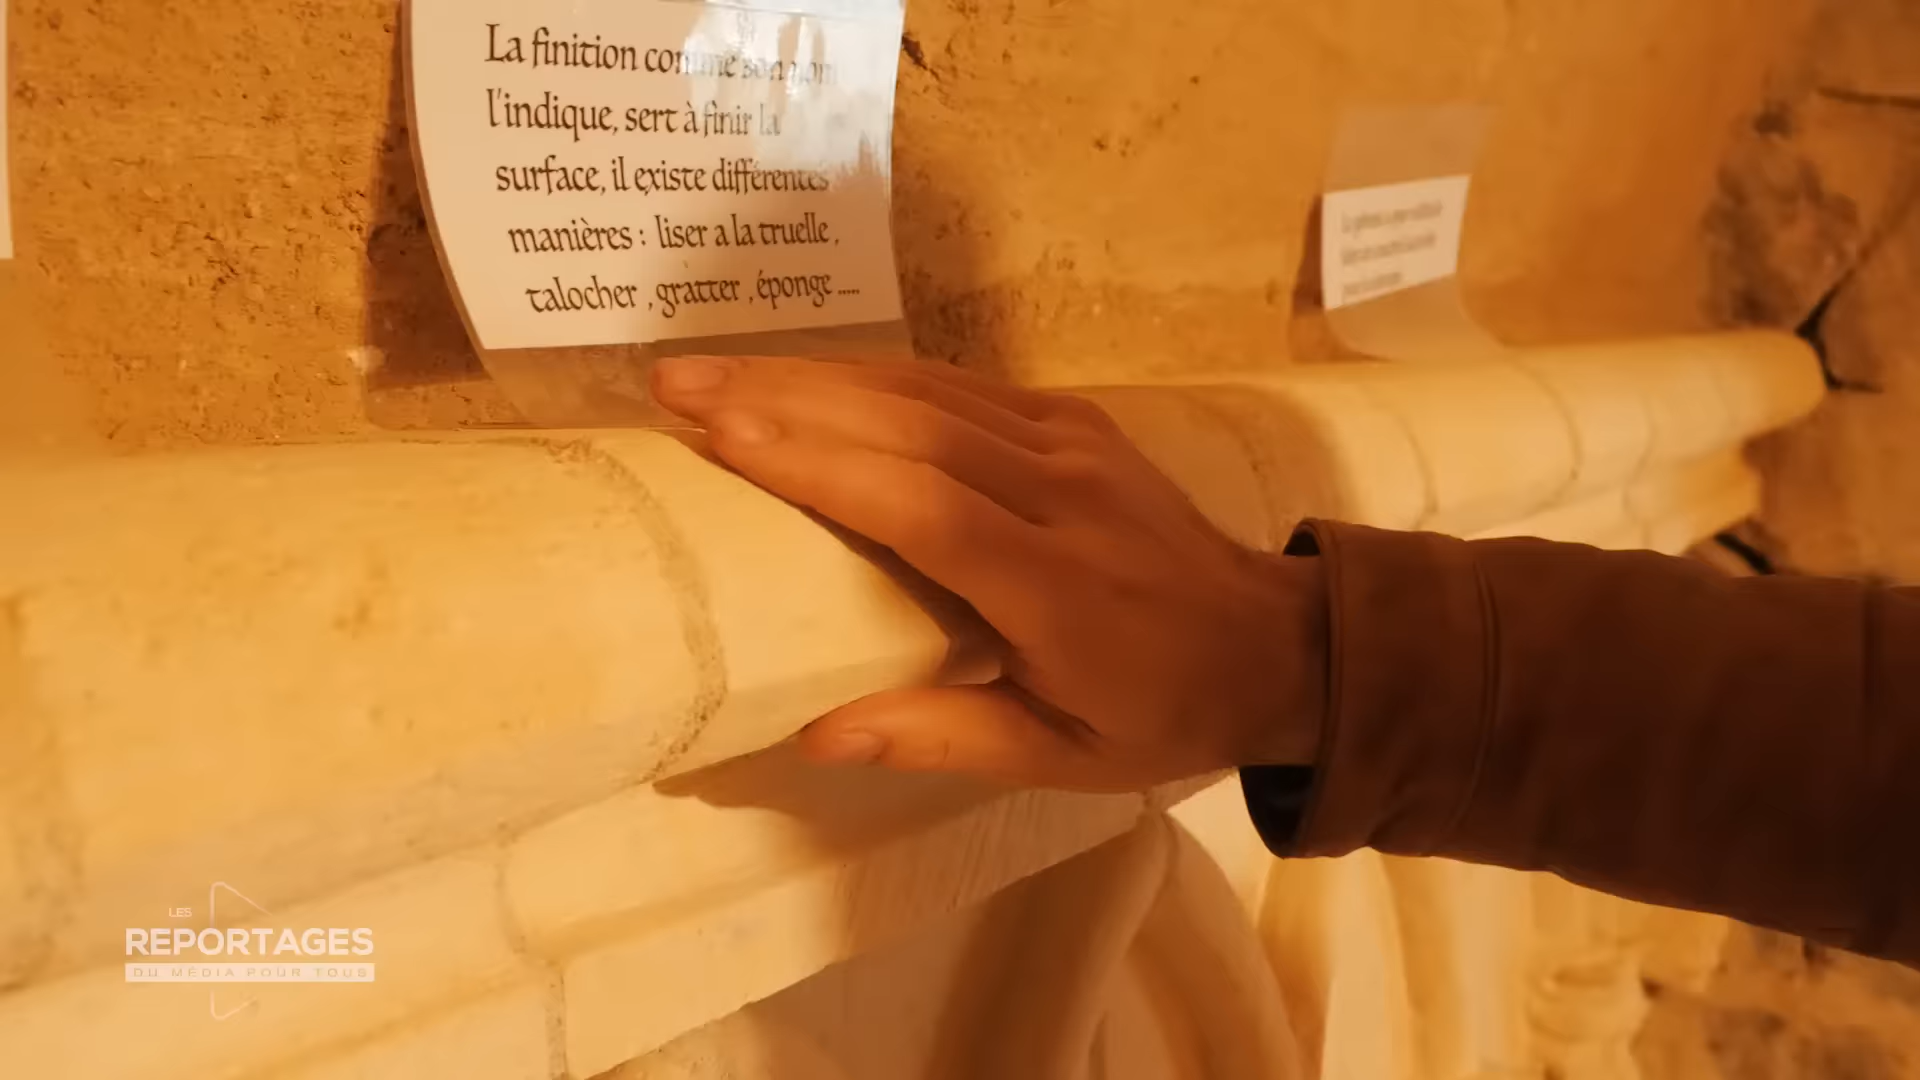 La finition comme son nom
l'indique, sert à finir la
surface, il existe différentes
manières : liser a la truelle ,
talocher , gratter , éponge .....
LES
REPORTAGES
DU MÉDIA POUR TOUS